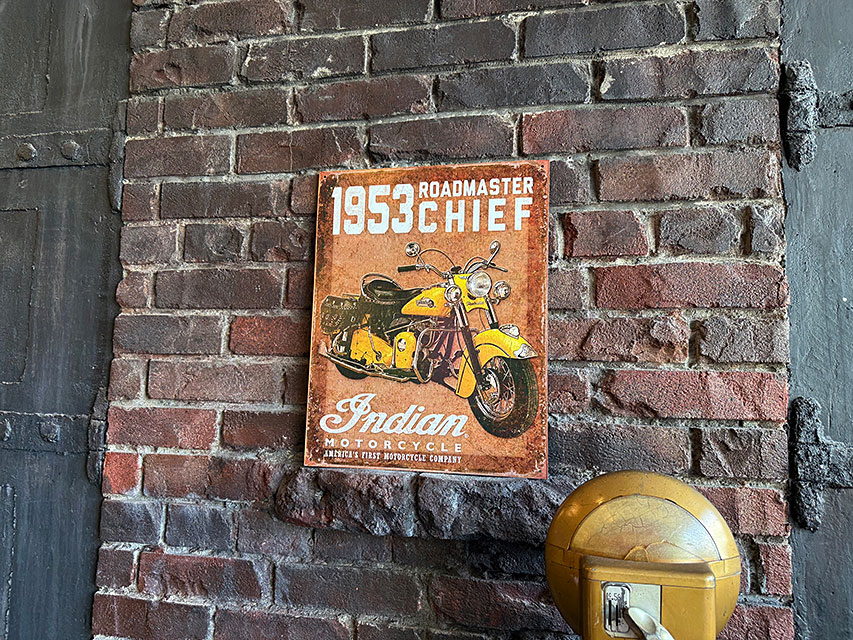 1953 ROADMASTER
CHIEF
Indian
MOTORCYCLE
AMERICA'S FIRST MOTORCYCLE COMPANY